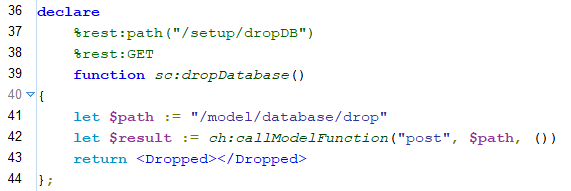 36 declare
37 %rest:path("/setup/dropDB")
38 %rest:GET
39 function sc:dropDatabase()
40 {
41 let $path := "/model/database/drop"
42 let $result := ch:callModelFunction("post", $path, ())
43 return <Dropped></Dropped>
44 };